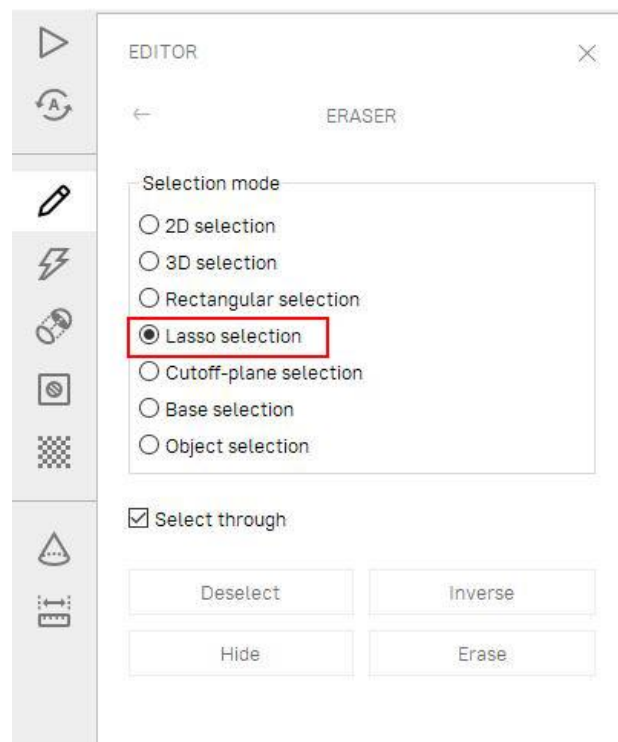 EDITOR
A
ERASER
Selection mode
2D selection
3D selection
Rectangular selection
Lasso selection
Cutoff-plane selection
Base selection
Object selection
Select through
Deselect Inverse
Hide Erase